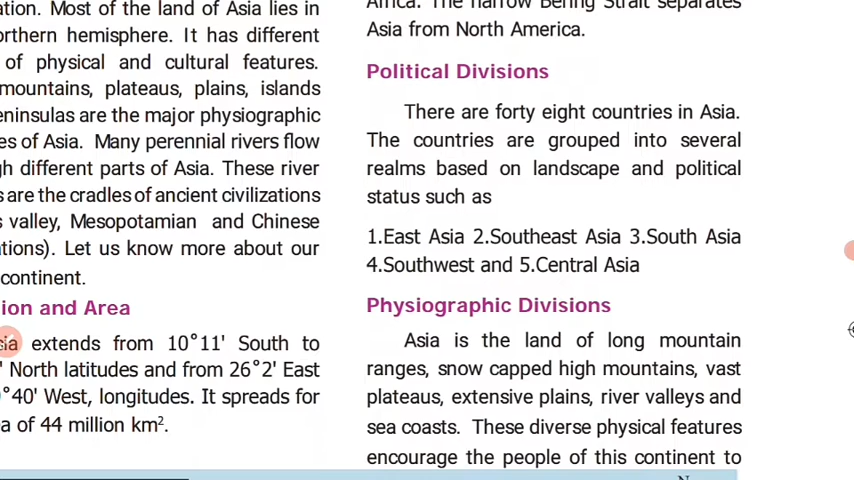 ation. Most of the land of Asia lies in
orthern hemisphere. It has different
of physical and cultural features.
mountains, plateaus, plains, islands
eninsulas are the major physiographic
es of Asia. Many perennial rivers flow
gh different parts of Asia. These river
s are the cradles of ancient civilizations
s valley, Mesopotamian and Chinese
ations). Let us know more about our
continent.
ion and Area
sia extends from 10°11' South to
' North latitudes and from 26°2' East
°40' West, longitudes. It spreads for
a of 44 million km².
Africa. The narrow Bering Strait separates
Asia from North America.
Political Divisions
There are forty eight countries in Asia.
The countries are grouped into several
realms based on landscape and political
status such as
1.East Asia 2.Southeast Asia 3.South Asia
4.Southwest and 5.Central Asia
Physiographic Divisions
Asia is the land of long mountain
ranges, snow capped high mountains, vast
plateaus, extensive plains, river valleys and
sea coasts. These diverse physical features
encourage the people of this continent to
N